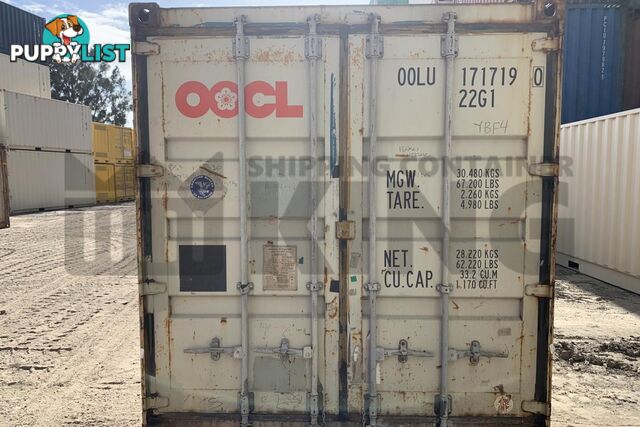 PUPPYLIST
OOCL
OOLU 171719 0
22G1
YBF4
SHIPPING CONTAINER
KING
MGW. 30.480 KGS
67.200 LBS
TARE. 2.260 KGS
4.980 LBS
NET. 28.220 KGS
62.220 LBS
CU.CAP. 33.2 CU.M
1.170 CU.FT